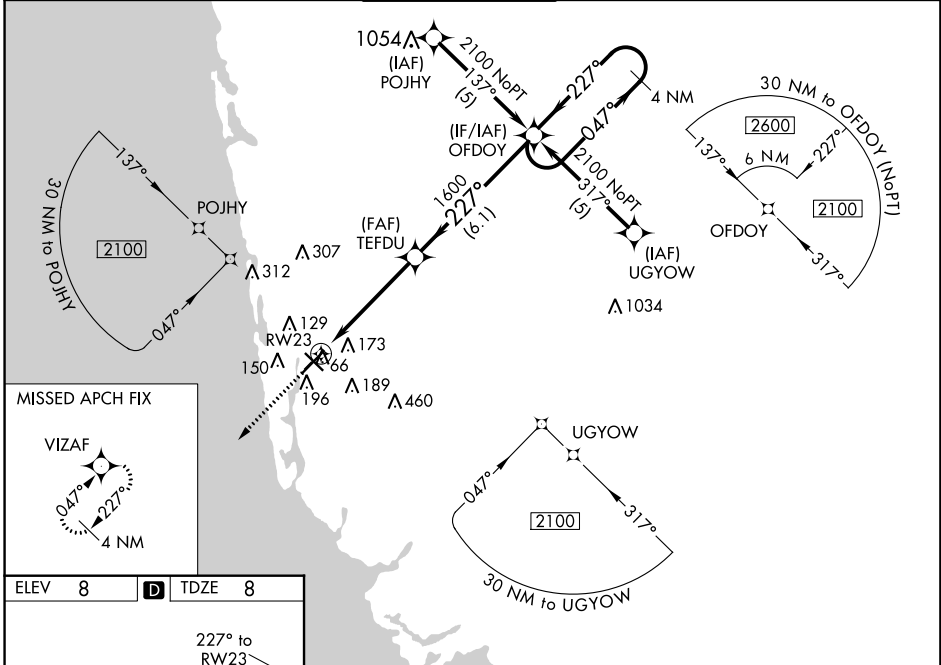 1054
(IAF)
POJHY
2100 NoPT
137°
(5)
227°
047°
4 NM
(IF/IAF)
OFDOY
2100 NoPT
317°
(5)
(IAF)
UGYOW
1600
227°
(6.1)
(FAF)
TEFDU
30 NM to OFDOY (NoPT)
2600
137°
6 NM
227°
2100
OFDOY
317°
137°
POJHY
30 NM to POJHY
2100
047°
312
307
1034
129
RW23
173
150
66
196
189
460
MISSED APCH FIX
VIZAF
047°
227°
4 NM
UGYOW
047°
317°
2100
30 NM to UGYOW
ELEV 8 D TDZE 8
227° to
RW23